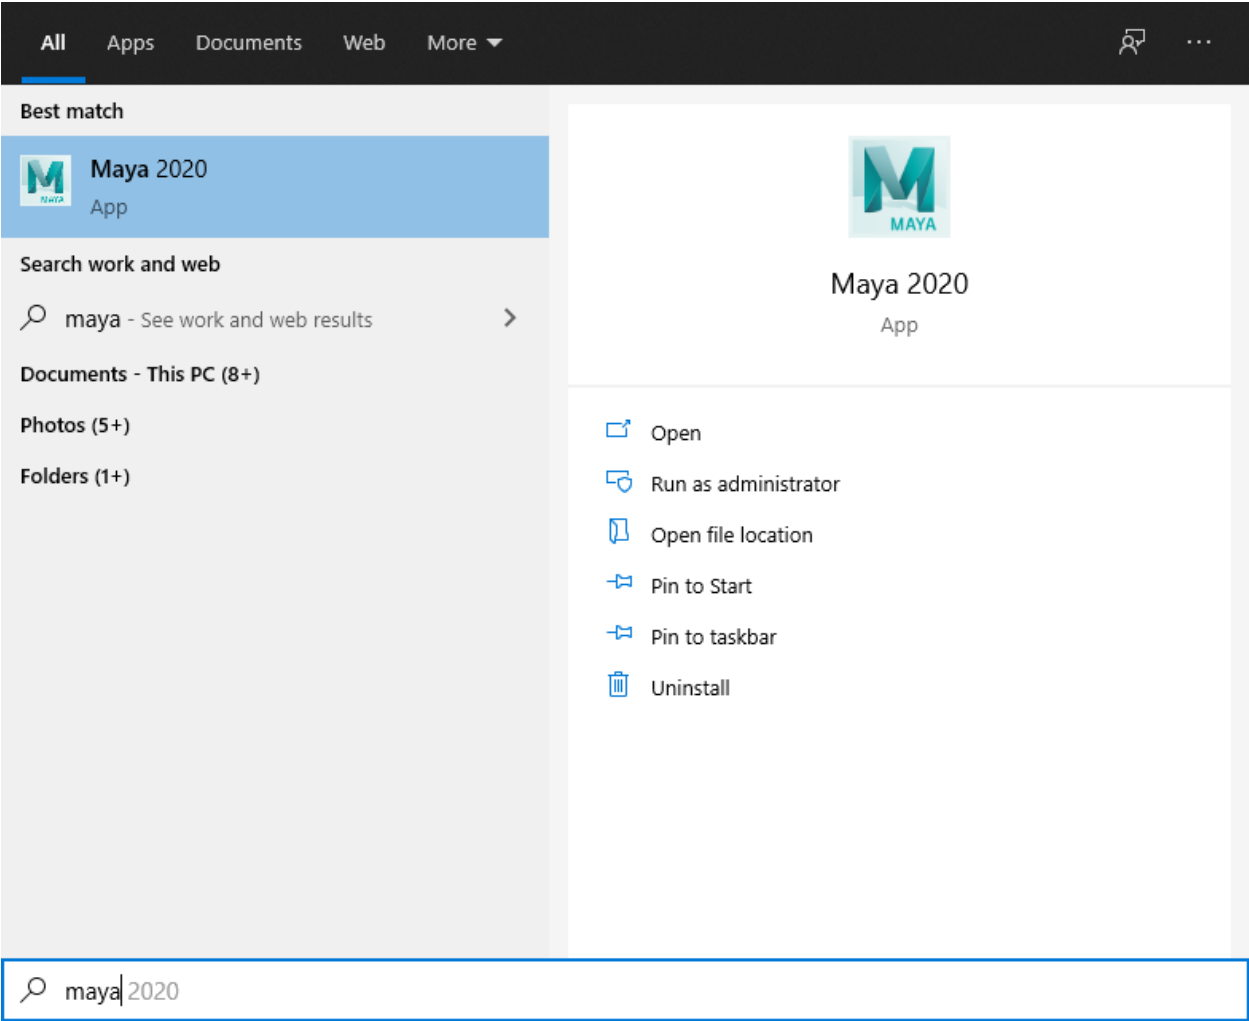 All Apps Documents Web More
Best match
Maya 2020
App
MAYA
Search work and web
maya - See work and web results
Documents - This PC (8+)
Photos (5+)
Folders (1+)
MAYA
Maya 2020
App
Open
Run as administrator
Open file location
Pin to Start
Pin to taskbar
Uninstall
maya 2020